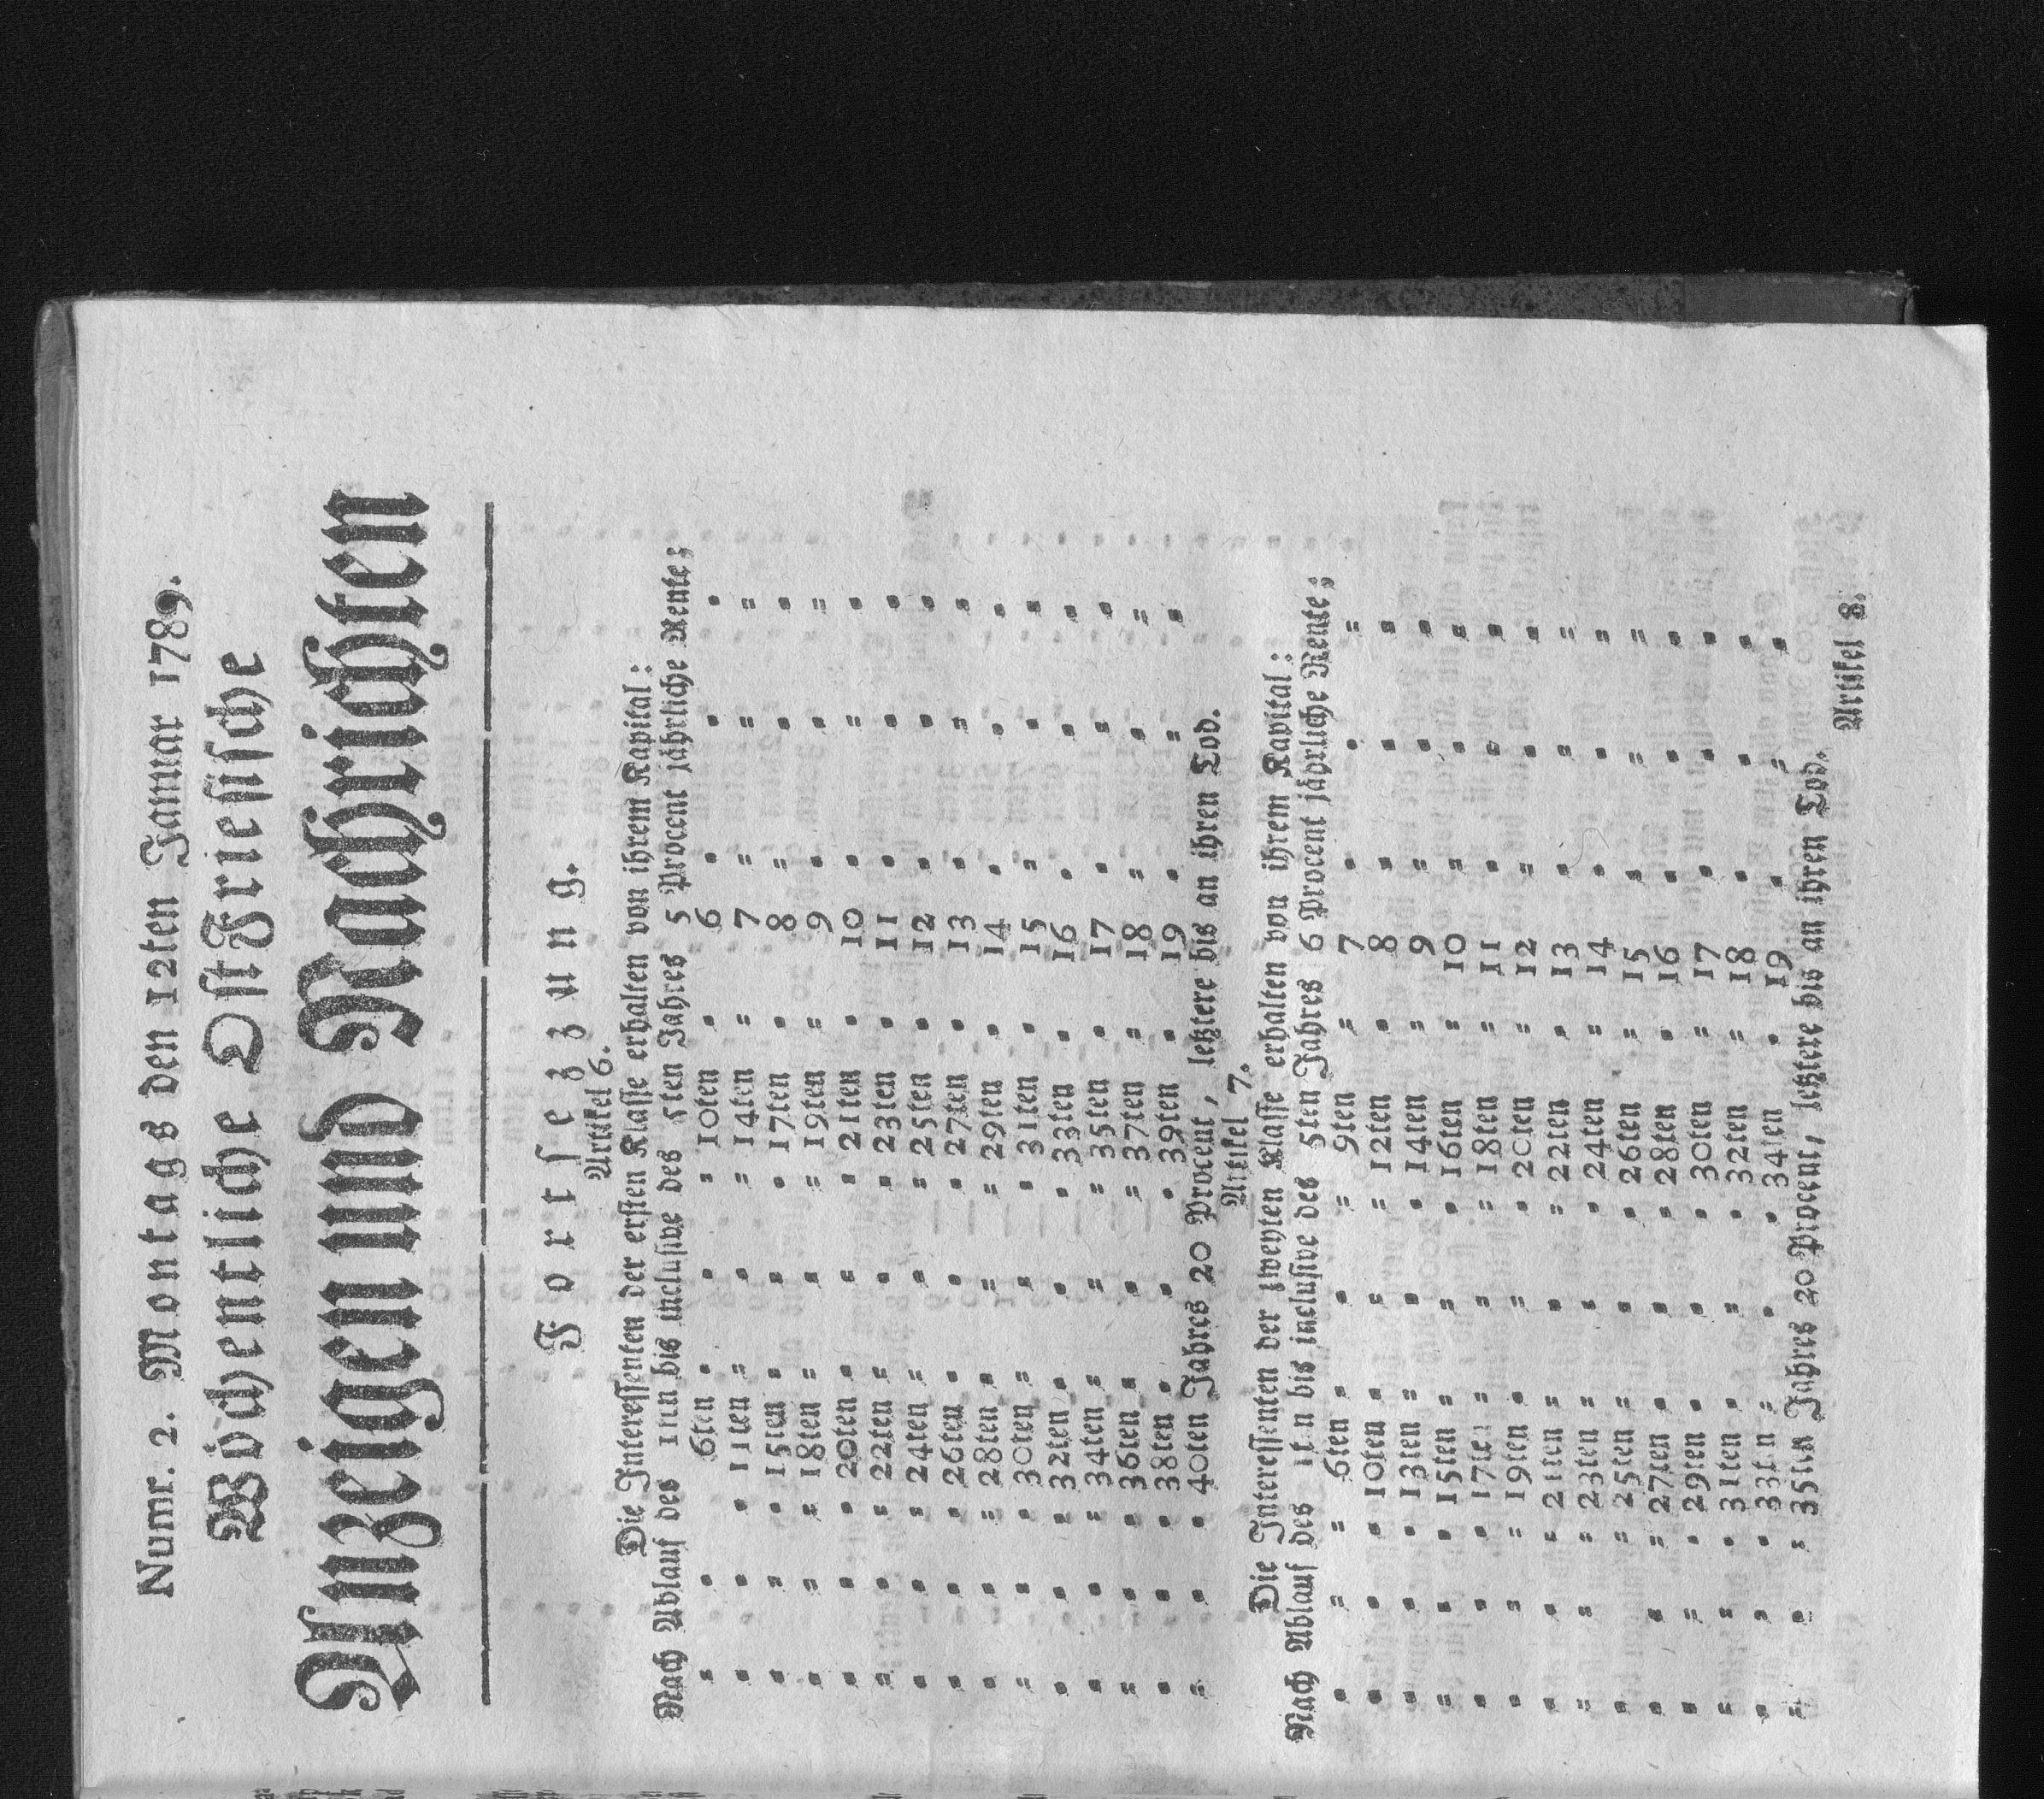 Numr. 2. Montags den 12ten Januar 1789.
Wöchentliche OstFriesische
Anzeigen und Nachrichten
Fortsezzung.
Artikel 6.
Die Interessenten der ersten Klasse erhalten von ihrem Kapital:
Nach Ablauf des 1ten bis inclusive des 5ten Jahres 5 Procent jährliche Rente;
" " 6ten " " " 10ten " 6 " " "
" " " 11ten " " " 14ten " 7 " " "
" " " 15ten " " " 17ten " 8 " " "
" " " 18ten " " " 19ten " 9 " " "
" " " 20ten " " " 21ten " 10 " " "
" " " 22ten " " " 23ten " 11 " " "
" " " 24ten " " " 25ten " 12 " " "
" " " 26ten " " " 27ten " 13 " " "
" " " 28ten " " " 29ten " 14 " " "
" " " 30ten " " " 31ten " 15 " " "
" " " 32ten " " " 33ten " 16 " " "
" " " 34ten " " " 35ten " 17 " " "
" " " 36ten " " " 37ten " 18 " " "
" " " 38ten " " " 39ten " 19 " " "
" " " 40ten Jahres 20 Procent, letztere bis an ihren Tod.
Artikel 7.
Die Interessenten der zweyten Klasse erhalten von ihrem Kapital:
Nach Ablauf des 1ten bis inclusive des 5ten Jahres 6 Procent jährliche Rente;
" " " 6ten " " " 9ten " 7 " " "
" " " 10ten " " " 12ten " 8 " " "
" " " 13ten " " " 14ten " 9 " " "
" " " 15ten " " " 16ten " 10 " " "
" " " 17ten " " " 18ten " 11 " " "
" " " 19ten " " " 20ten " 12 " " "
" " " 21ten " " " 22ten " 13 " " "
" " " 23ten " " " 24ten " 14 " " "
" " " 25ten " " " 26ten " 15 " " "
" " " 27ten " " " 28ten " 16 " " "
" " " 29ten " " " 30ten " 17 " " "
" " " 31ten " " " 32ten " 18 " " "
" " " 33ten " " " 34ten " 19 " " "
" " " 35ten Jahres 20 Procent, letztere bis an ihren Tod.
Artikel 8.